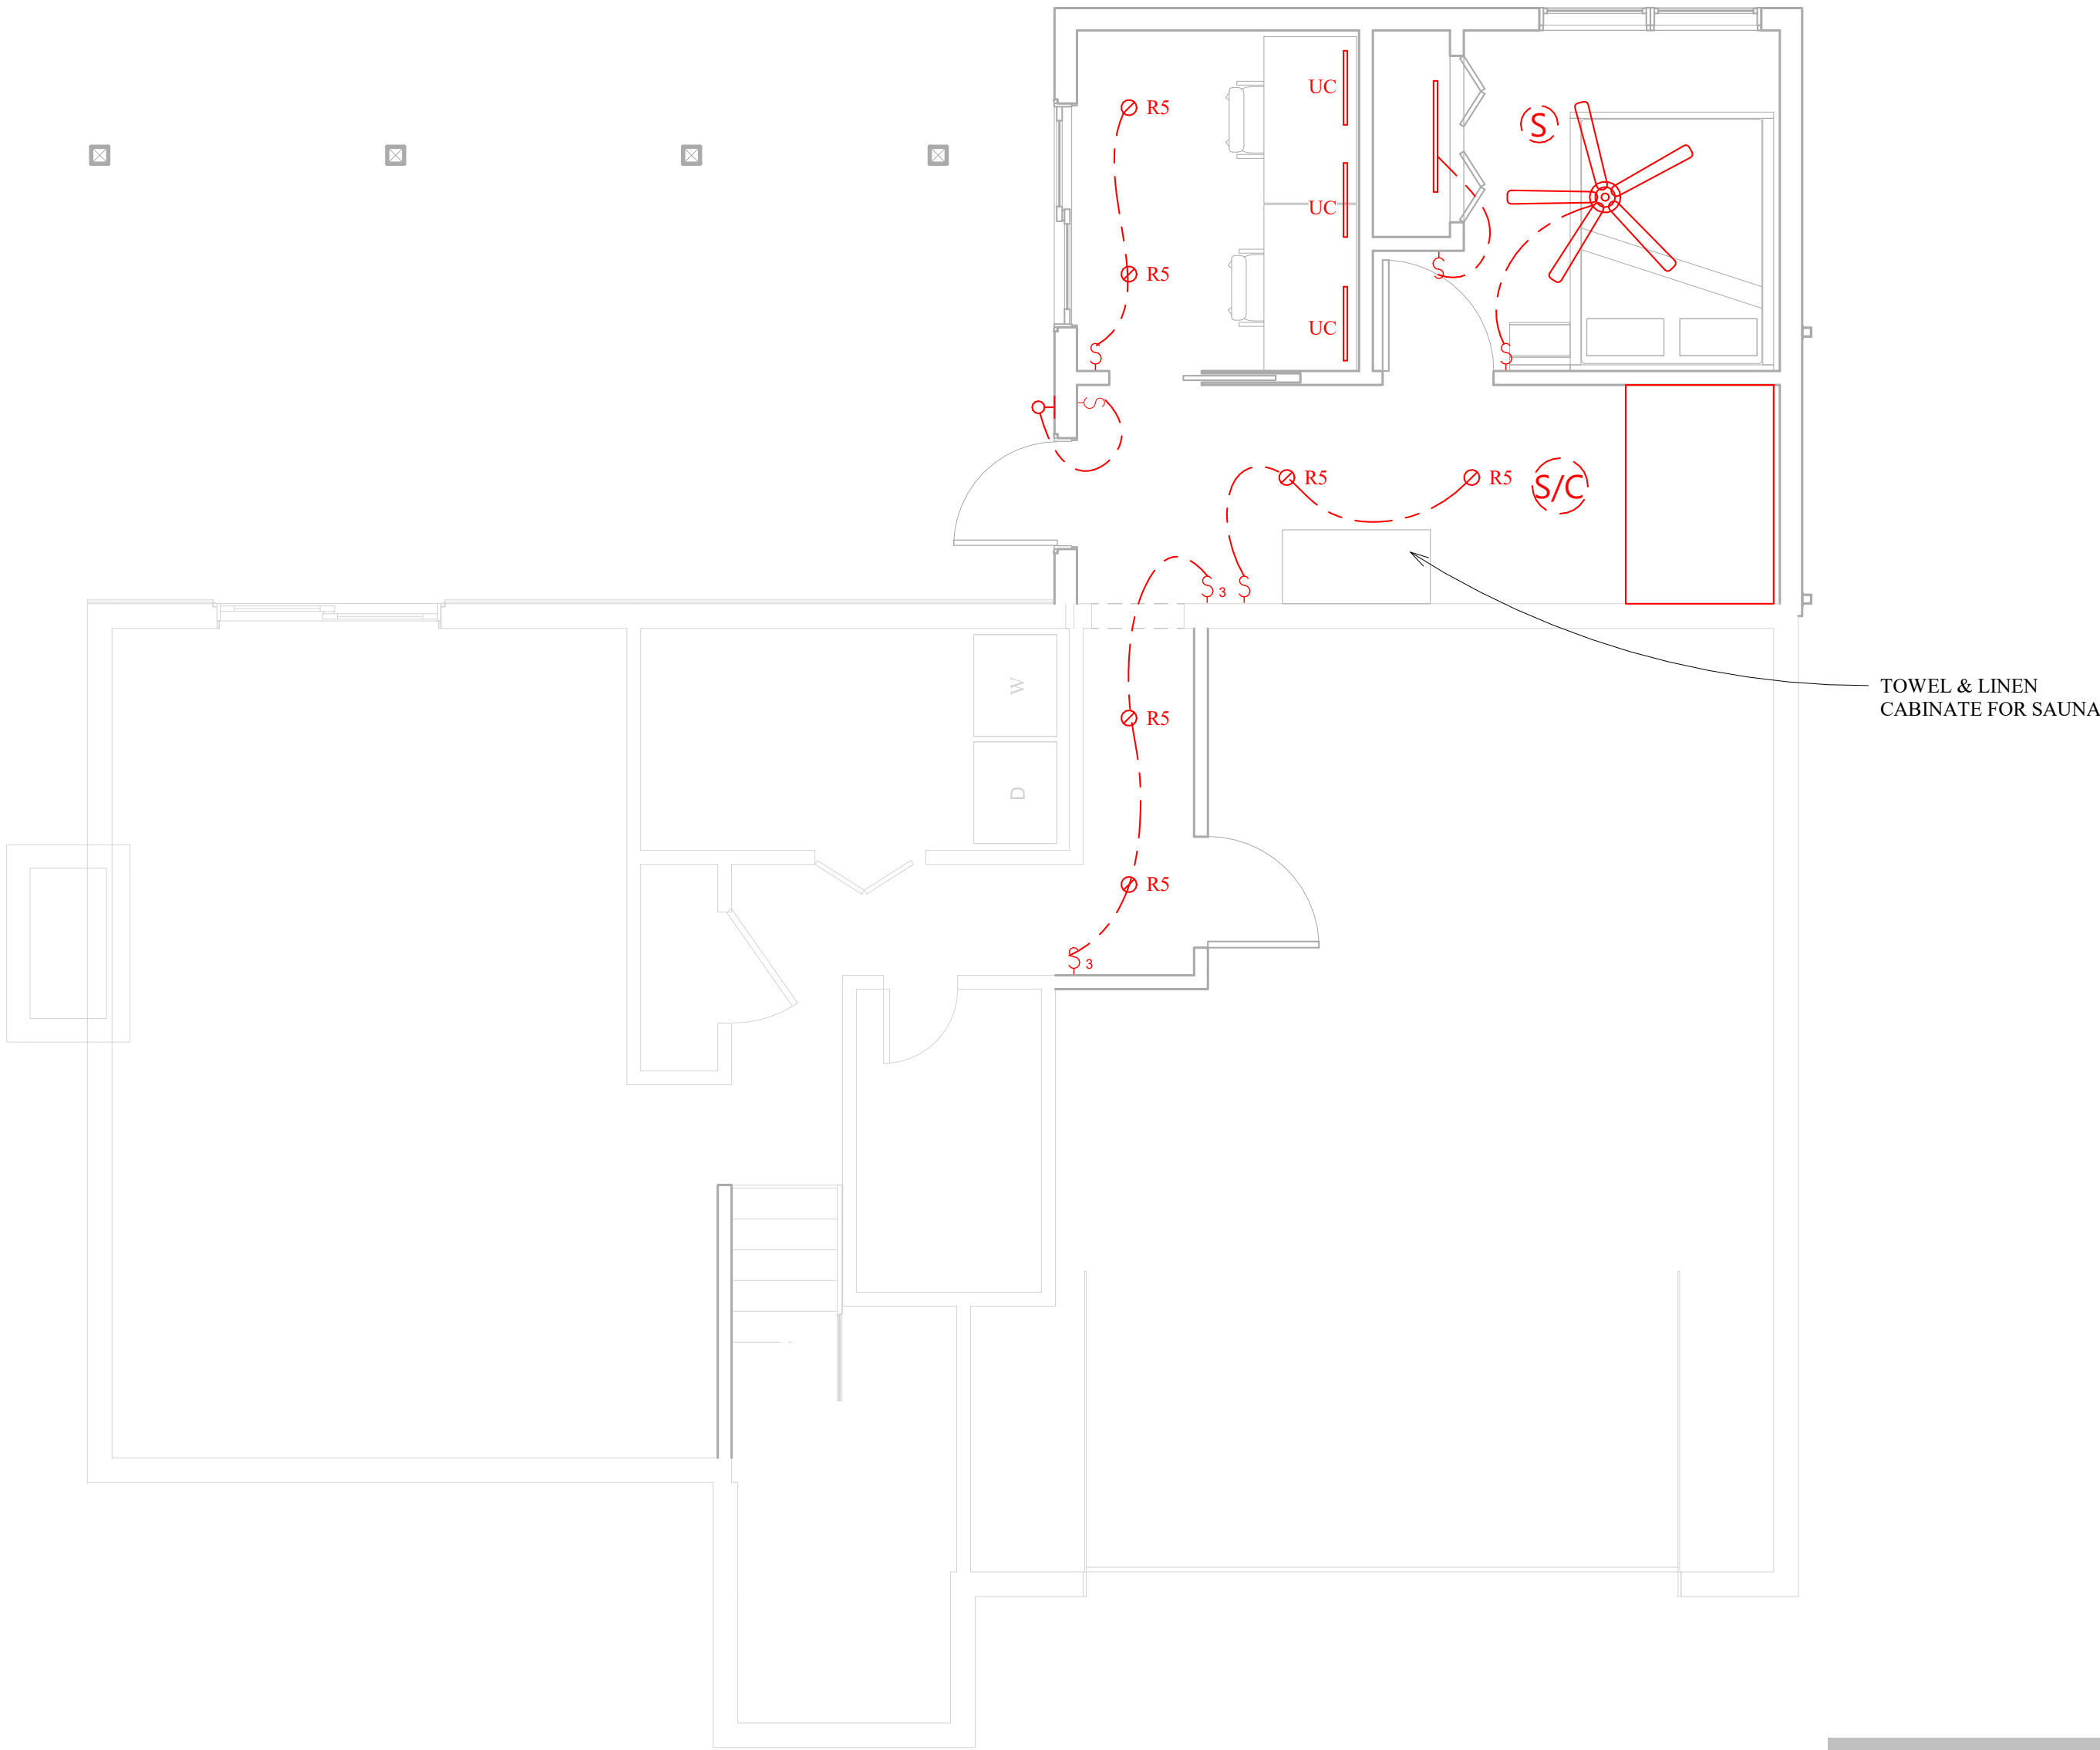 UC
R5
S
UC
R5
UC
R5
R5
S/C
3
TOWEL & LINEN
CABINATE FOR SAUNA
W
R5
D
R5
3